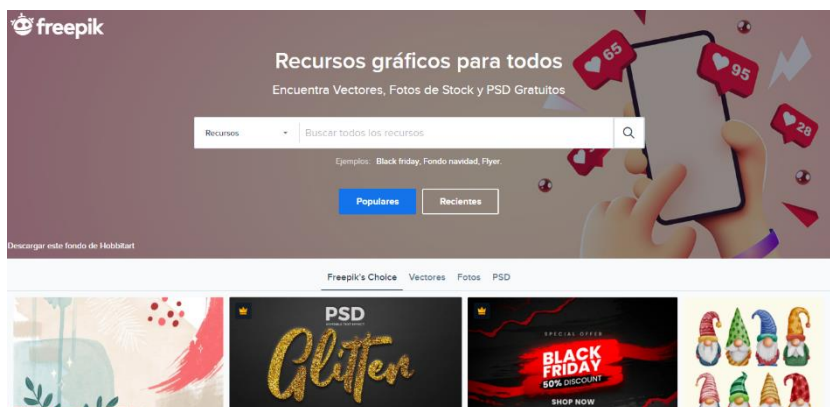 freepik
Recursos gráficos para todos
Encuentra Vectores, Fotos de Stock y PSD Gratuitos
Recursos
Buscar todos los recursos
Ejemplos: Black friday, Fondo navidad, Flyer.
Populares
Recientes
65
95
28
Descargar este fondo de Hobbitart
Freepik's Choice Vectores Fotos PSD
PSD
Glitter
SPECIAL OFFER
BLACK
FRIDAY
50% DISCOUNT
SHOP NOW